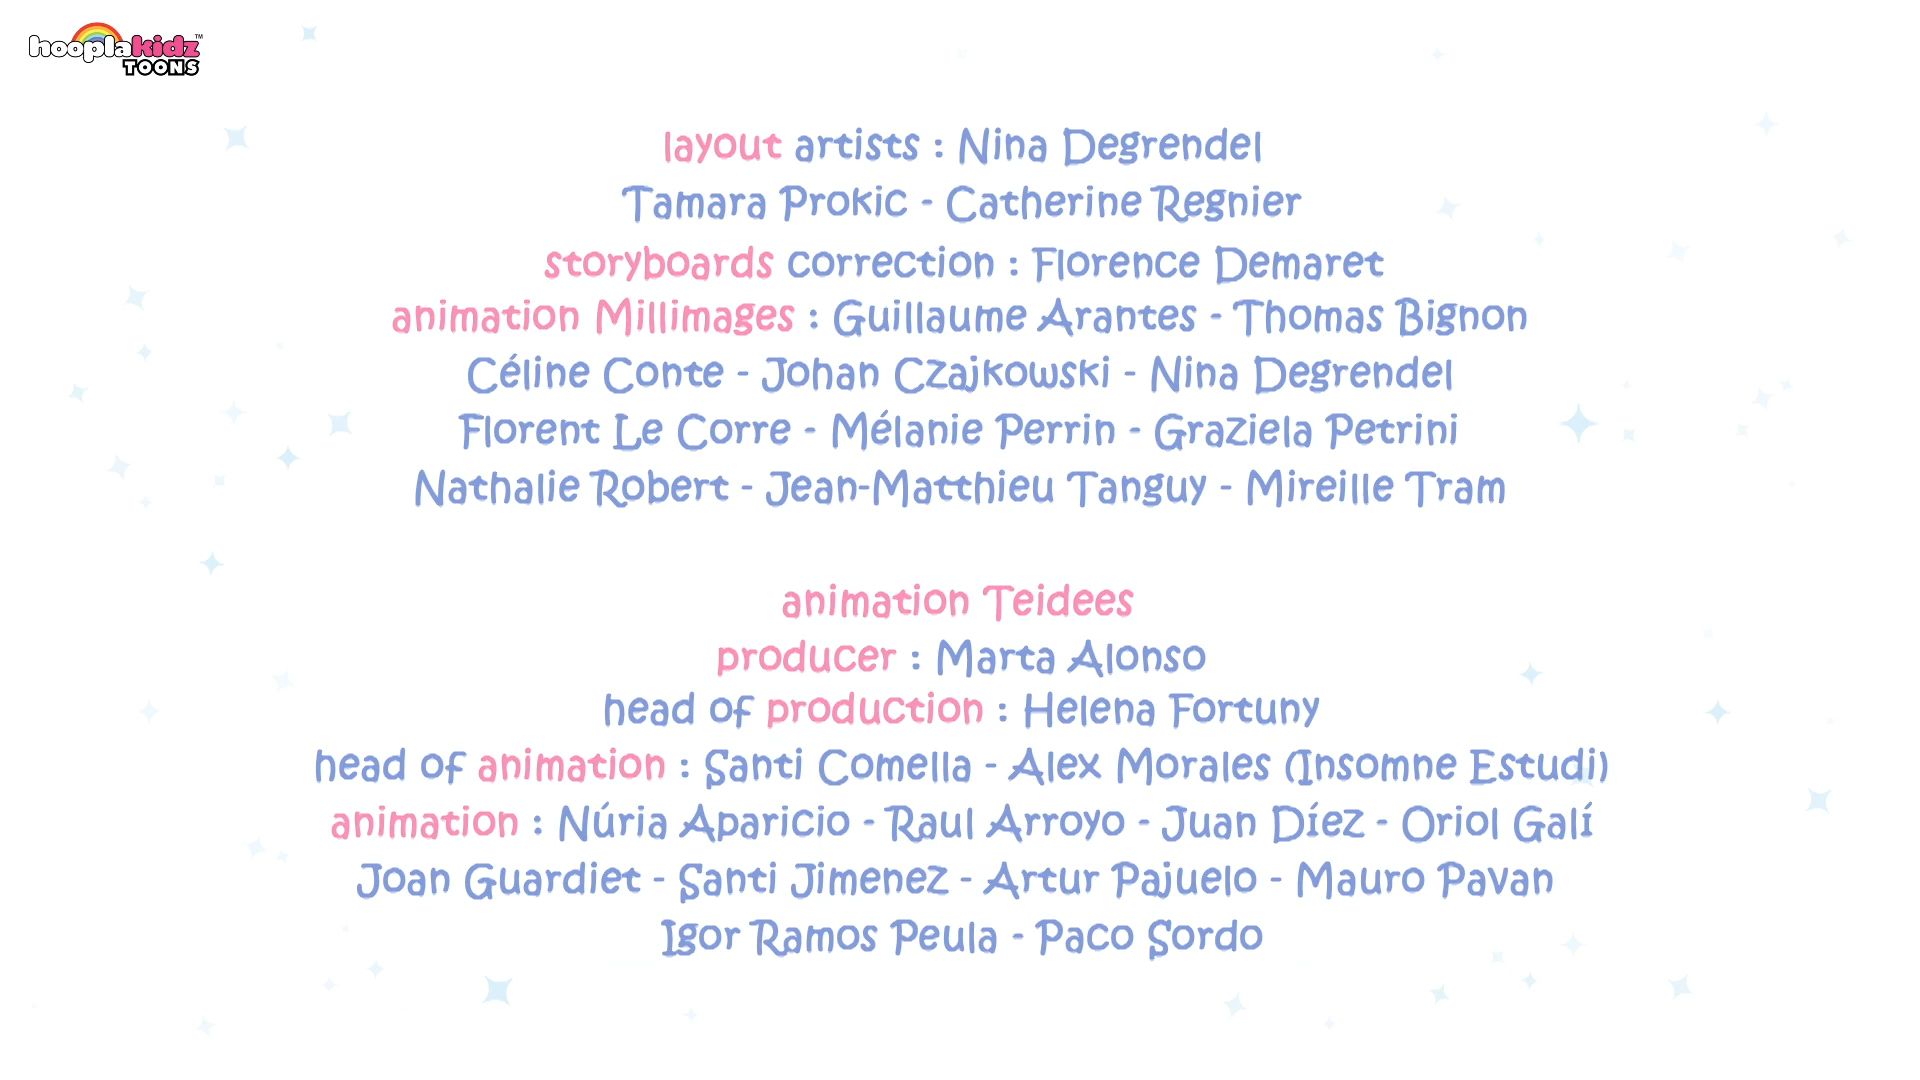 hooplakidz™
TOONS
layout artists : Nina Degrendel
Tamara Prokic - Catherine Regnier
storyboards correction : Florence Demaret
animation Millimages : Guillaume Arantes - Thomas Bignon
Céline Conte - Johan Czajkowski - Nina Degrendel
Florent Le Corre - Mélanie Perrin - Graziela Petrini
Nathalie Robert - Jean-Matthieu Tanguy - Mireille Tram
animation Teidees
producer : Marta Alonso
head of production : Helena Fortuny
head of animation : Santi Comella - Alex Morales (Insomne Estudi)
animation : Núria Aparicio - Raul Arroyo - Juan Díez - Oriol Galí
Joan Guardiet - Santi Jimenez - Artur Pajuelo - Mauro Pavan
Igor Ramos Peula - Paco Sordo